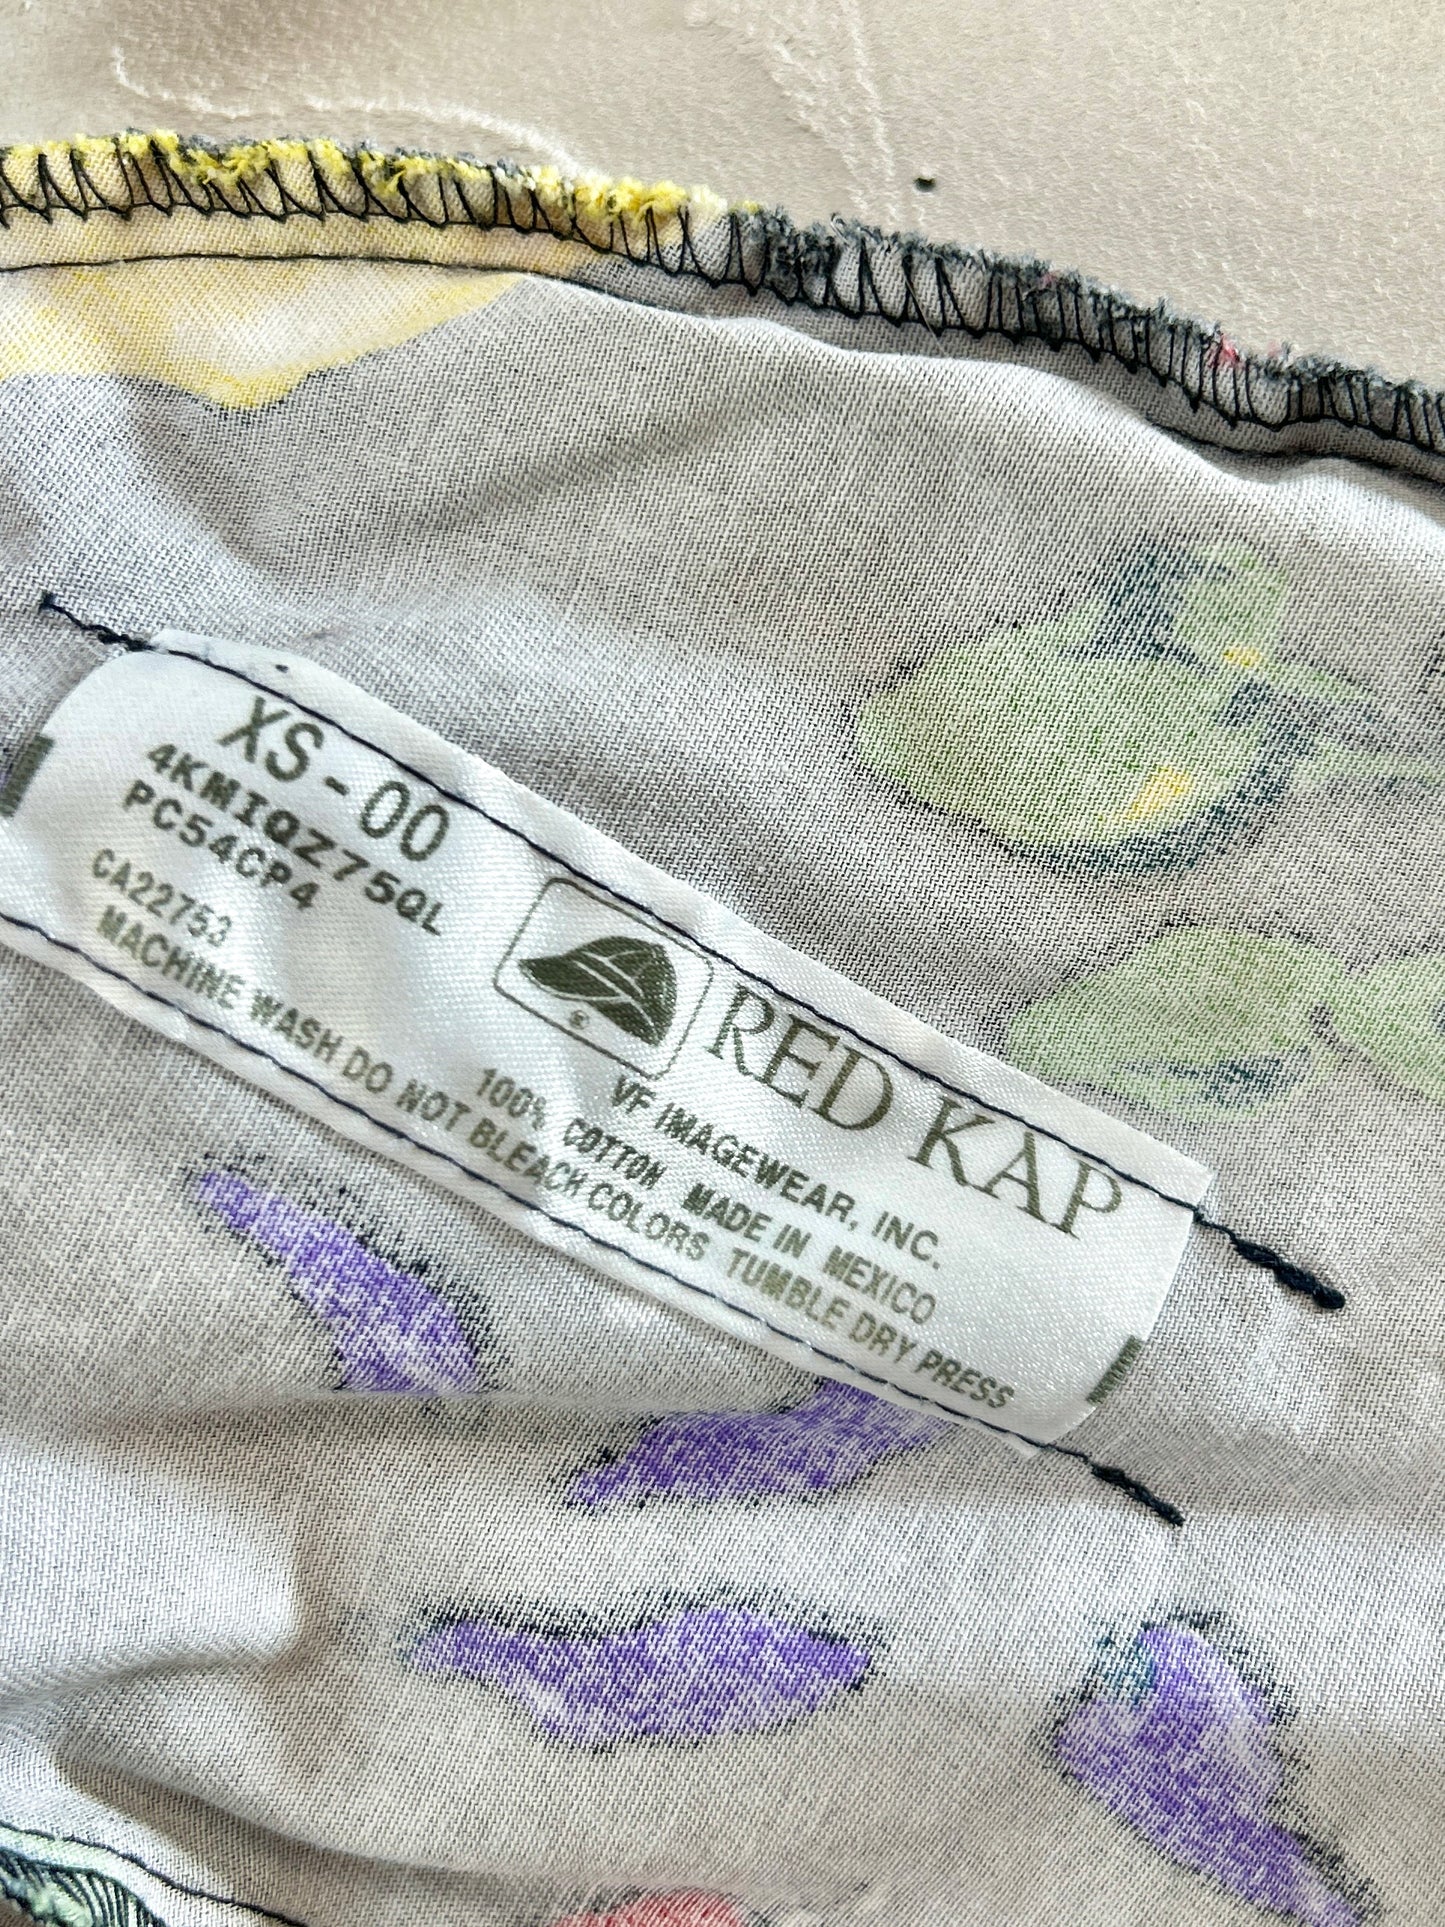 XS-00
4KMIQZ75QL
PC54CP4
CA22753
MACHINE WASH DO NOT BLEACH COLORS TUMBLE DRY PRESS
®
RED KAP
VF IMAGEWEAR, INC.
100% COTTON MADE IN MEXICO